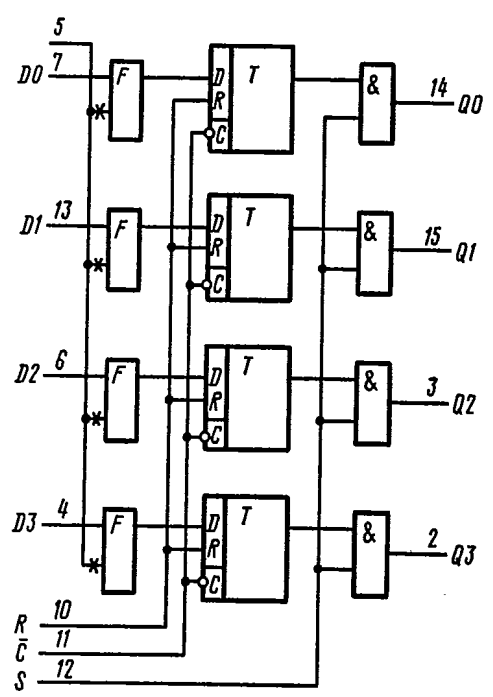 5
D0 7 F D R C T & 14 Q0
D1 13 F D R C T & 15 Q1
D2 6 F D R C T & 3 Q2
D3 4 F D R C T & 2 Q3
R 10
C̄ 11
S 12